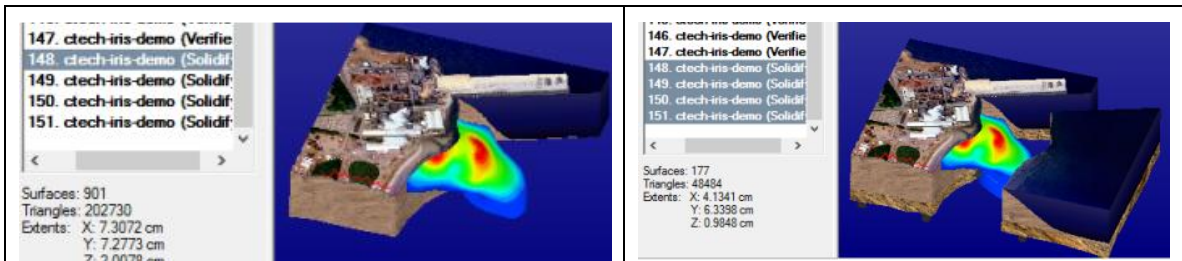 147. ctech-iris-demo (Verifie
148. ctech-iris-demo (Solidif
149. ctech-iris-demo (Solidif
150. ctech-iris-demo (Solidif
151. ctech-iris-demo (Solidif
Surfaces: 901
Triangles: 202730
Extents: X: 7.3072 cm
Y: 7.2773 cm
146. ctech-iris-demo (Verifie
147. ctech-iris-demo (Verifie
148. ctech-iris-demo (Solidif
149. ctech-iris-demo (Solidif
150. ctech-iris-demo (Solidif
151. ctech-iris-demo (Solidif
Surfaces: 177
Triangles: 48484
Extents: X: 4.1341 cm
Y: 6.3398 cm
Z: 0.9848 cm